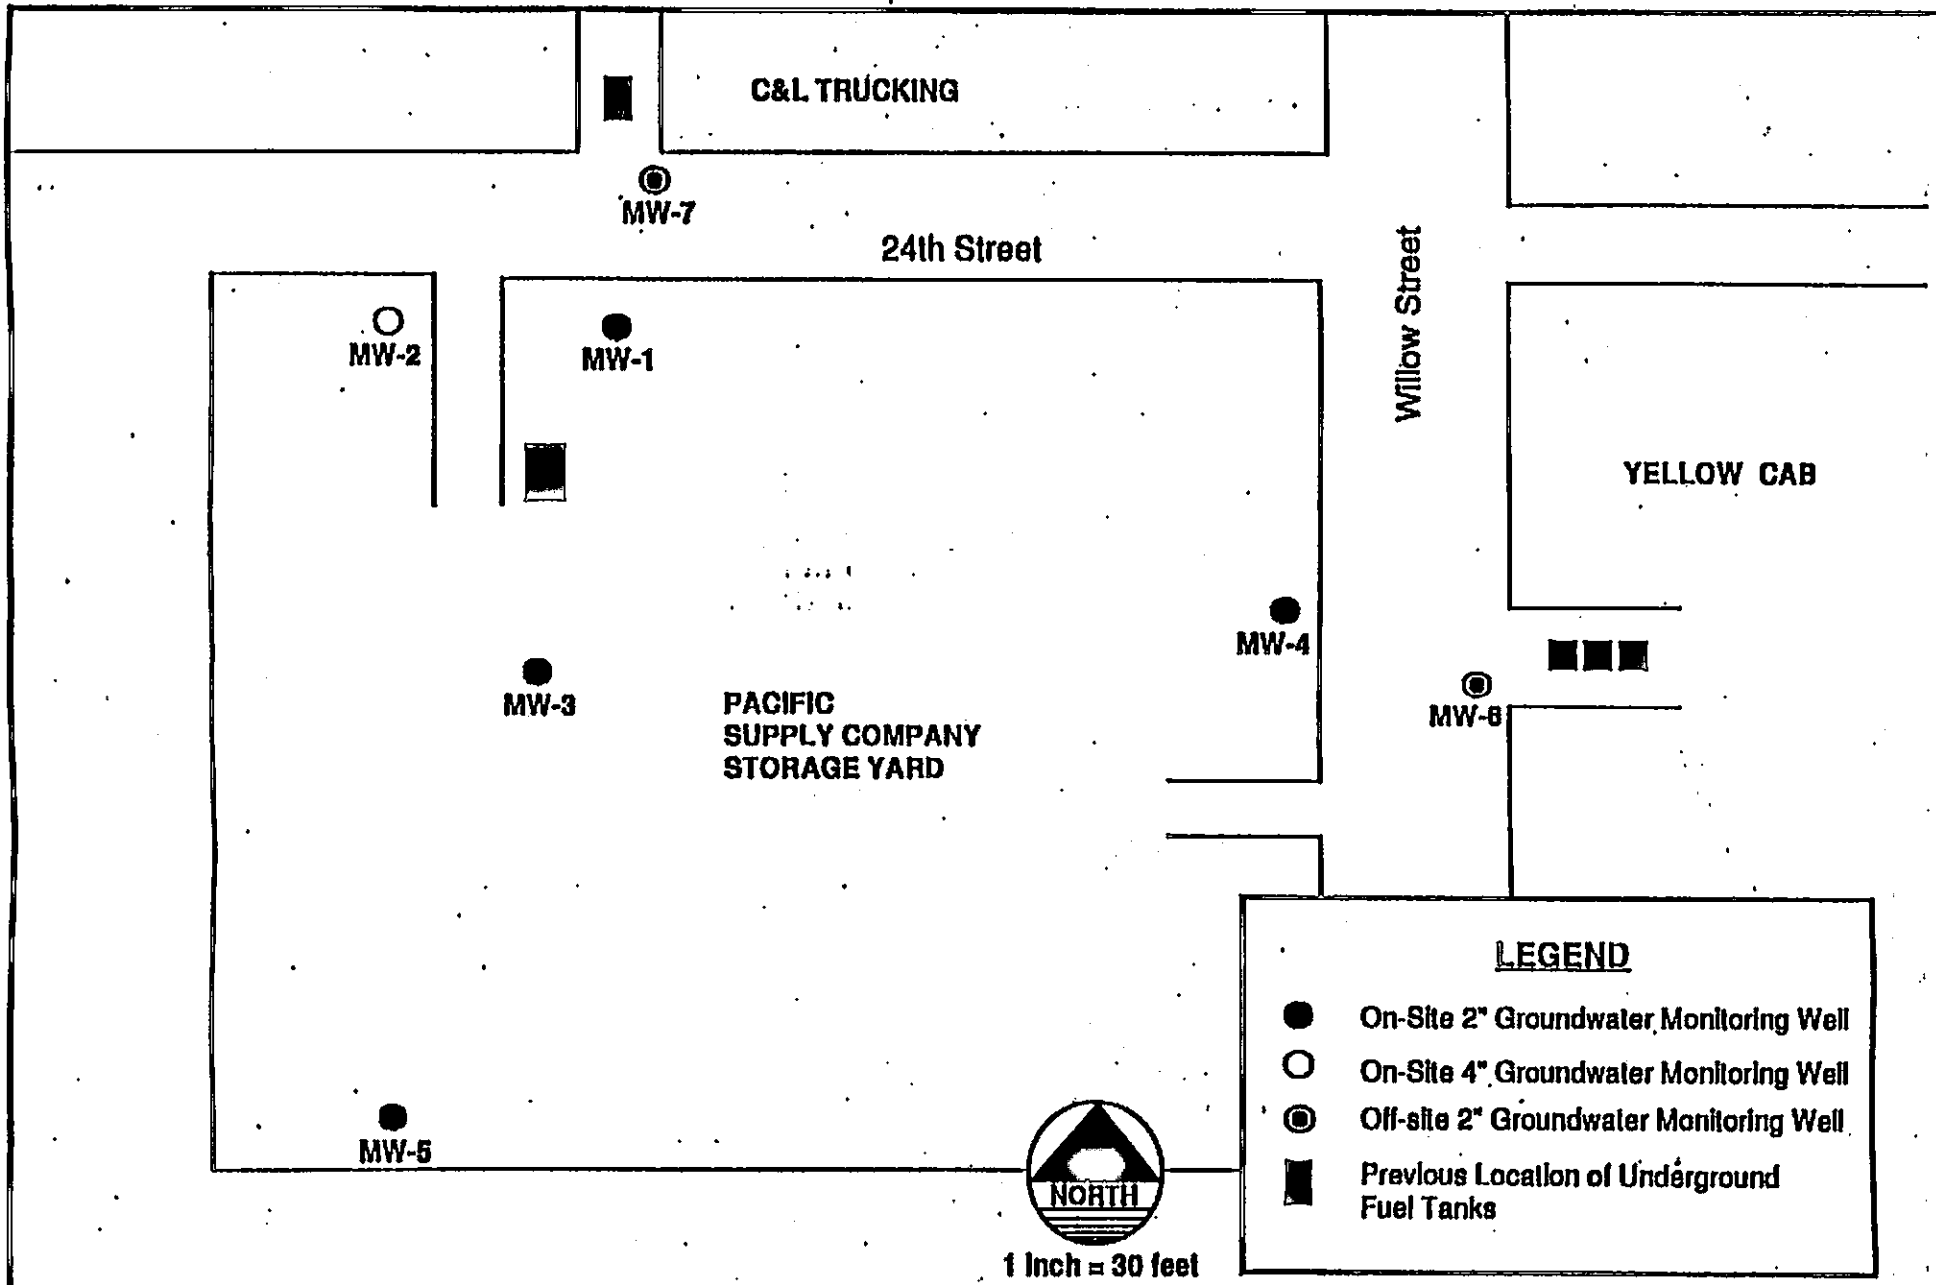 C&L TRUCKING
MW-7
24th Street
Willow Street
MW-2
MW-1
YELLOW CAB
MW-4
MW-3
MW-6
PACIFIC
SUPPLY COMPANY
STORAGE YARD
MW-5
NORTH
1 inch = 30 feet
LEGEND
On-Site 2" Groundwater Monitoring Well
On-Site 4" Groundwater Monitoring Well
Off-site 2" Groundwater Monitoring Well
Previous Location of Underground
Fuel Tanks